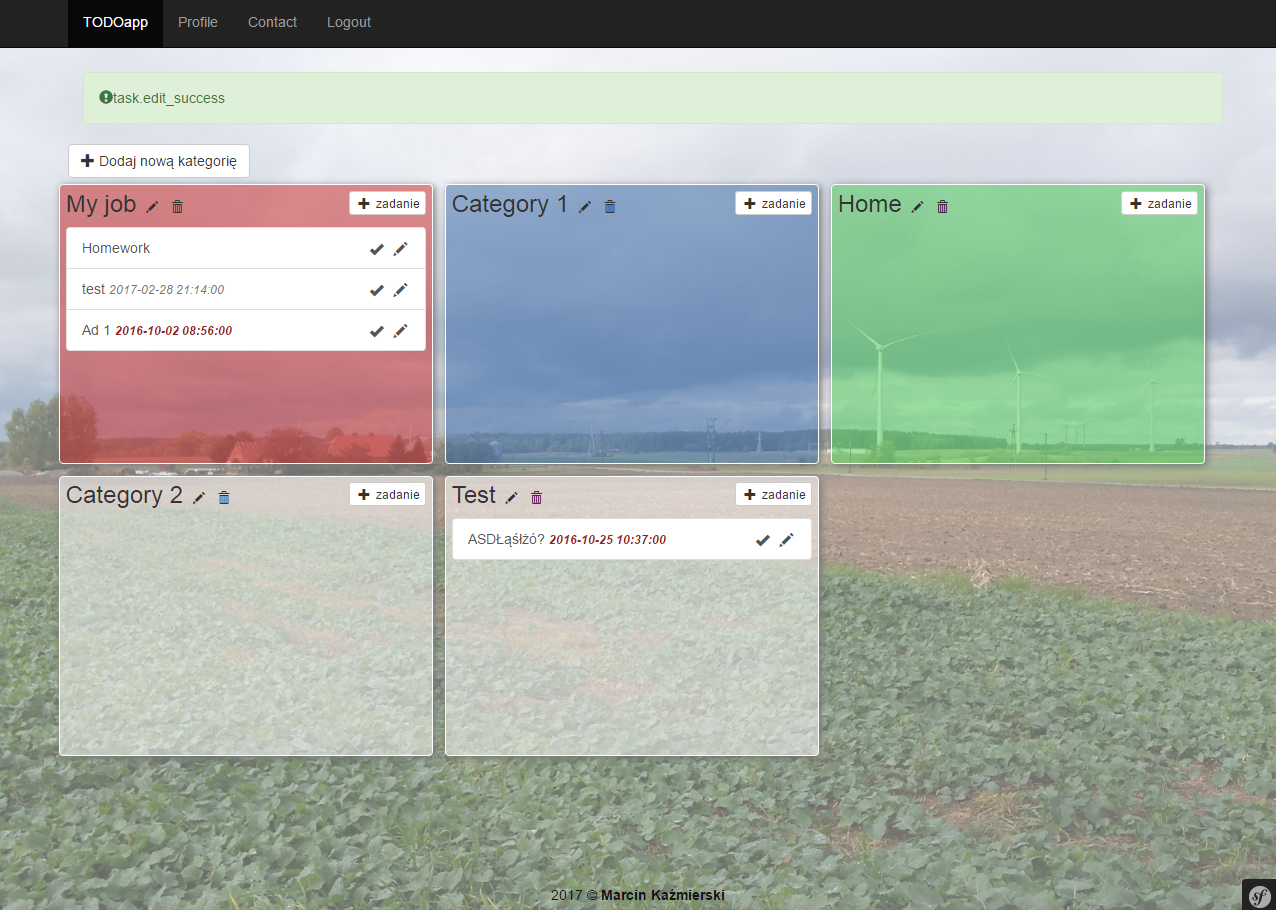 TODOapp Profile Contact Logout
task.edit_success
Dodaj nową kategorię
My job zadanie
Homework
test 2017-02-28 21:14:00
Ad 1 2016-10-02 08:56:00
Category 1 zadanie
Home zadanie
Category 2 zadanie
Test zadanie
ASDŁąśłżó? 2016-10-25 10:37:00
2017 © Marcin Kaźmierski
sf